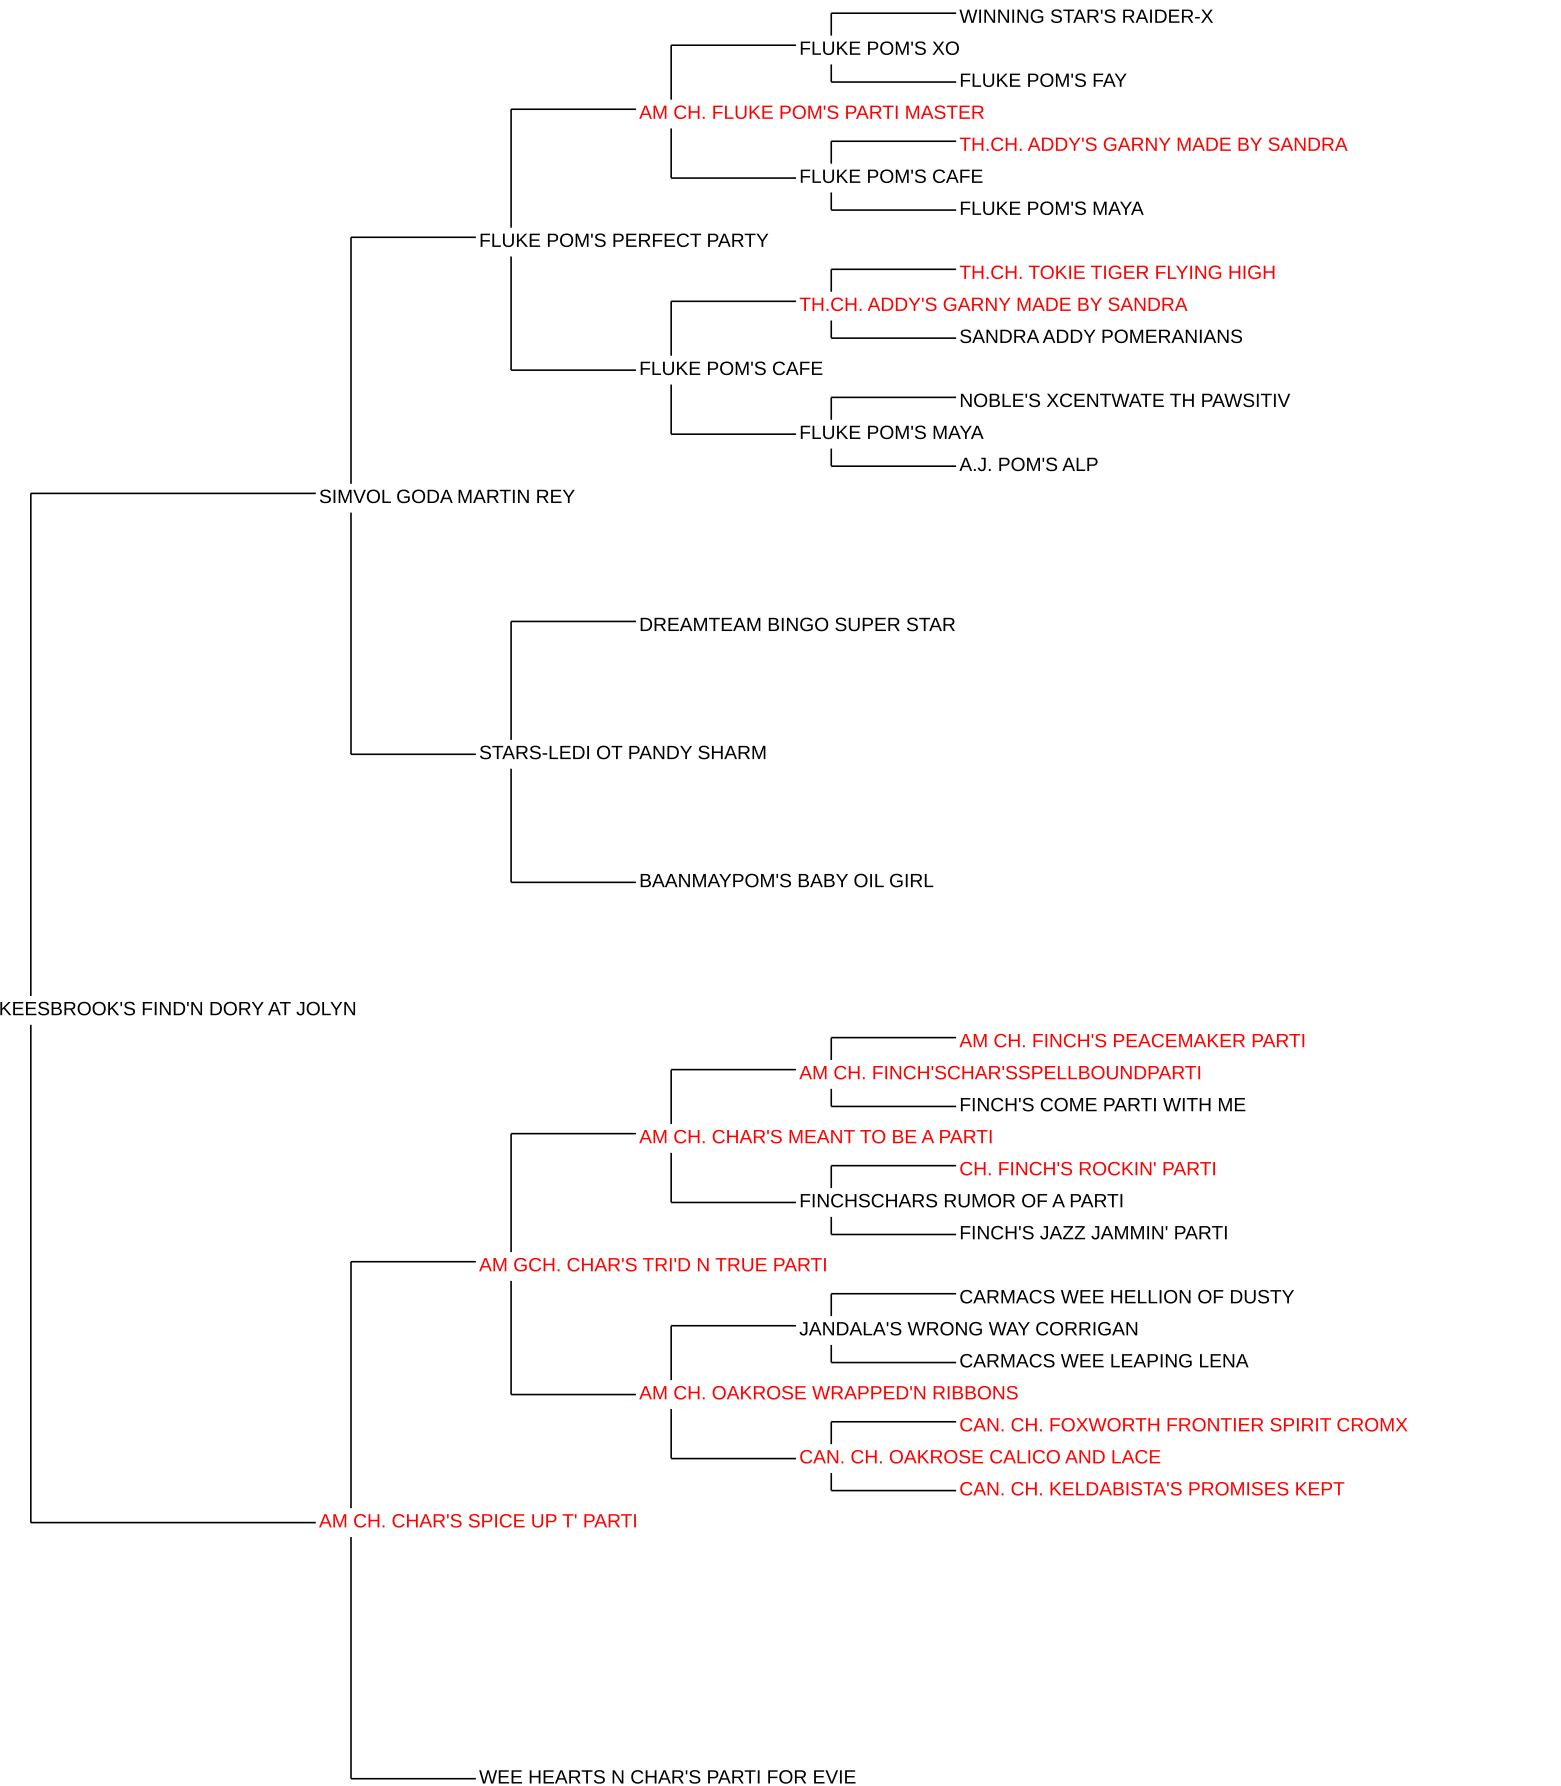 WINNING STAR'S RAIDER-X
FLUKE POM'S XO
FLUKE POM'S FAY
AM CH. FLUKE POM'S PARTI MASTER
TH.CH. ADDY'S GARNY MADE BY SANDRA
FLUKE POM'S CAFE
FLUKE POM'S MAYA
FLUKE POM'S PERFECT PARTY
TH.CH. TOKIE TIGER FLYING HIGH
TH.CH. ADDY'S GARNY MADE BY SANDRA
SANDRA ADDY POMERANIANS
FLUKE POM'S CAFE
NOBLE'S XCENTWATE TH PAWSITIV
FLUKE POM'S MAYA
A.J. POM'S ALP
SIMVOL GODA MARTIN REY
DREAMTEAM BINGO SUPER STAR
STARS-LEDI OT PANDY SHARM
BAANMAYPOM'S BABY OIL GIRL
KEESBROOK'S FIND'N DORY AT JOLYN
AM CH. FINCH'S PEACEMAKER PARTI
AM CH. FINCH'SCHAR'SSPELLBOUNDPARTI
FINCH'S COME PARTI WITH ME
AM CH. CHAR'S MEANT TO BE A PARTI
CH. FINCH'S ROCKIN' PARTI
FINCHSCHARS RUMOR OF A PARTI
FINCH'S JAZZ JAMMIN' PARTI
AM GCH. CHAR'S TRI'D N TRUE PARTI
CARMACS WEE HELLION OF DUSTY
JANDALA'S WRONG WAY CORRIGAN
CARMACS WEE LEAPING LENA
AM CH. OAKROSE WRAPPED'N RIBBONS
CAN. CH. FOXWORTH FRONTIER SPIRIT CROMX
CAN. CH. OAKROSE CALICO AND LACE
CAN. CH. KELDABISTA'S PROMISES KEPT
AM CH. CHAR'S SPICE UP T' PARTI
WEE HEARTS N CHAR'S PARTI FOR EVIE